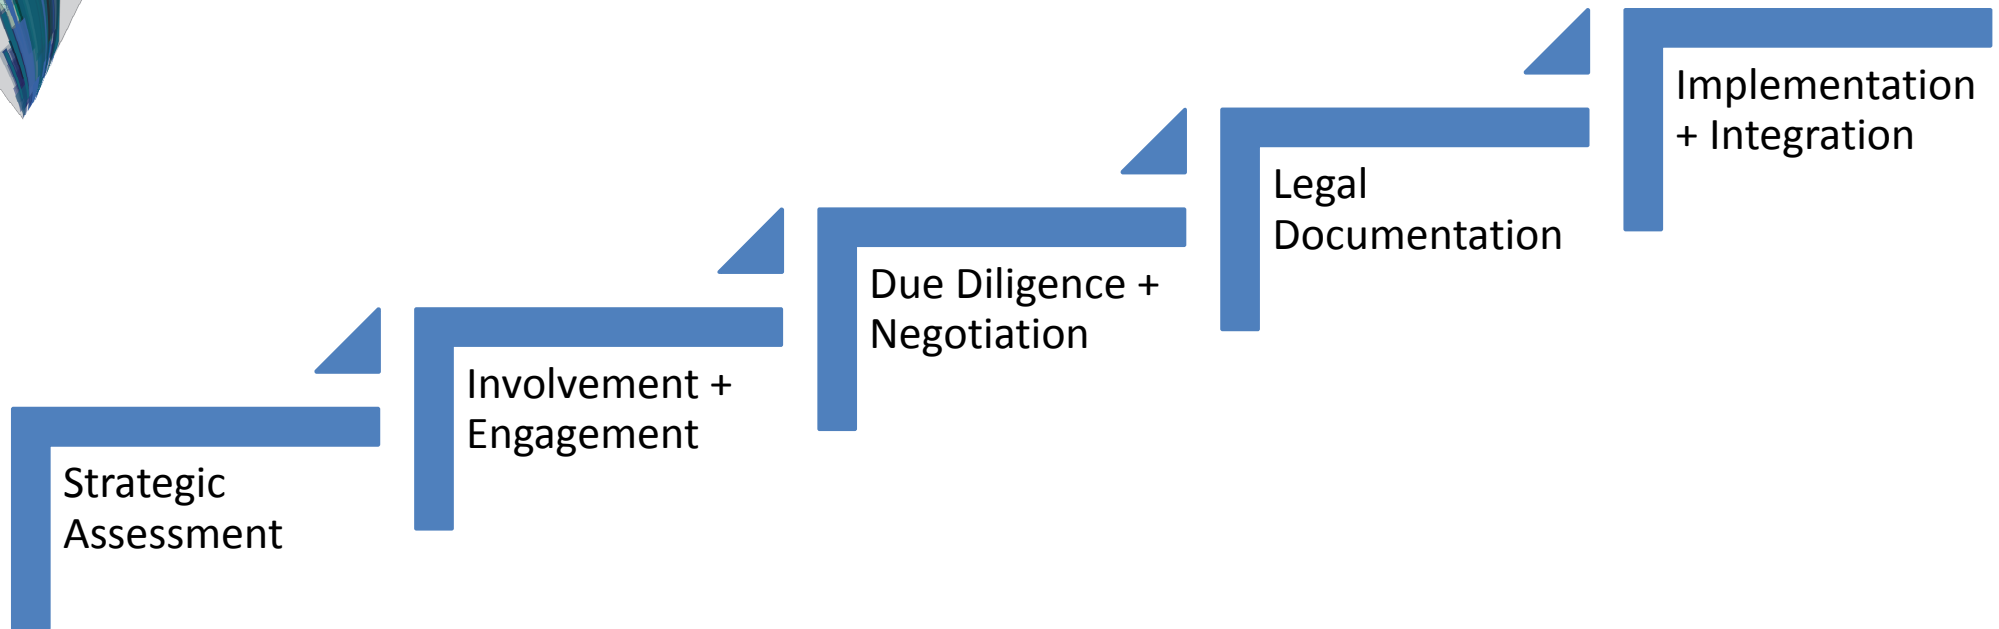 Strategic
Assessment
Involvement +
Engagement
Due Diligence +
Negotiation
Legal
Documentation
Implementation
+ Integration